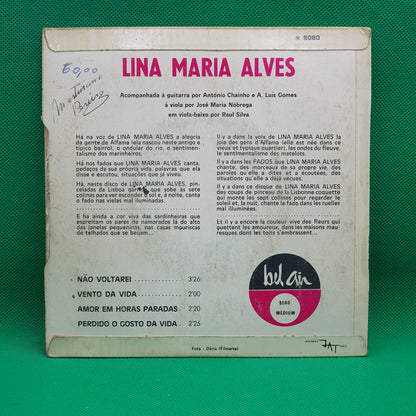 N 8080
60,00
LINA MARIA ALVES
Acompanhada à guitarra por António Chainho e A. Luis Gomes
à viola por José Maria Nóbrega
em viola-baixo por Raul Silva
Há na voz de LINA MARIA ALVES a alegria
da gente de Alfama (ela nasceu neste antigo e
típico bairro), o ondular do rio, o sentimen-
talismo dos marinheiros.
Há nos fados que LINA MARIA ALVES canta,
pedaços da sua própria vida, palavras que ela
disse e escutou, situações que já viveu.
Há, neste disco de LINA MARIA ALVES, pin-
celadas da Lisboa que sobe às sete
colinas para ver esconder o sol e, à noite, canta
o fado nas vielas mal iluminadas.
E há ainda a cor viva das sardinheiras que
espreitam os pares de namorados lá do alto
das janelas pequeninas, nas casas mouriscas
de telhados que se beijam...
Il y a dans la voix de LINA MARIA ALVES la
joie des gens d'Alfama (elle est née dans ce
vieux et typique quartier), les ondes du fleuve,
le sentimentalisme des matelots.
Il y a dans les FADOS que LINA MARIA ALVES
chante, des morceaux de sa propre vie, des
paroles qu'elle a dites et a écoutées, des
situations qu'elle a déjà vécues.
Il y a dans ce disque de LINA MARIA ALVES
des coups de pinceau de la Lisbonne coquette
qui monte les sept collines pour regarder le
soleil et, la nuit, chante le fado dans les ruelles
mal illuminées.
Et il y a encore la couleur vive des fleurs qui
guettent les amoureux, dans les maisons mau-
resques dont les toits s'embrassent...
NÃO VOLTAREI 3'26
VENTO DA VIDA 2'00
AMOR EM HORAS PARADAS 2'20
PERDIDO O GOSTO DA VIDA 2'25
bel air
8080
MEDIUM
Foto - Dário (Filmarte)